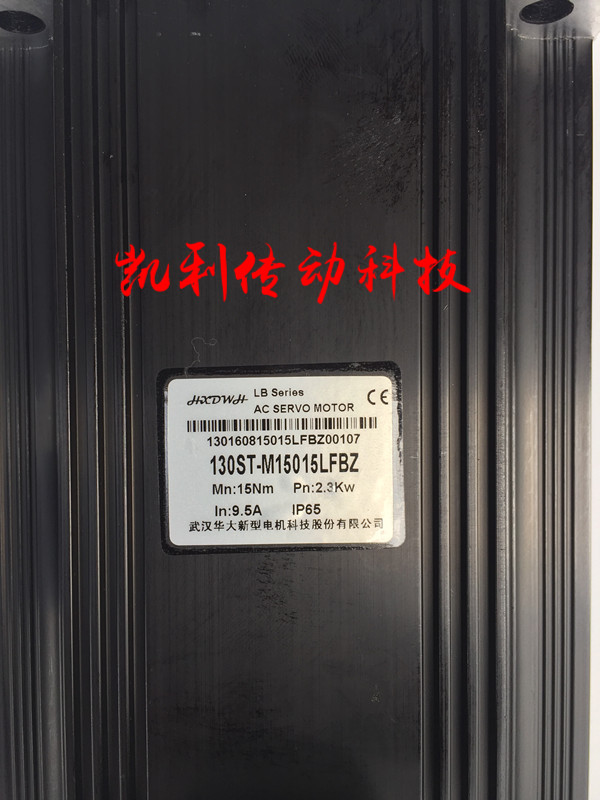 凯利传动科技
HXDWH
LB Series
AC SERVO MOTOR
CE
130160815015LFBZ00107
130ST-M15015LFBZ
Mn:15Nm Pn:2.3Kw
In:9.5A IP65
武汉华大新型电机科技股份有限公司